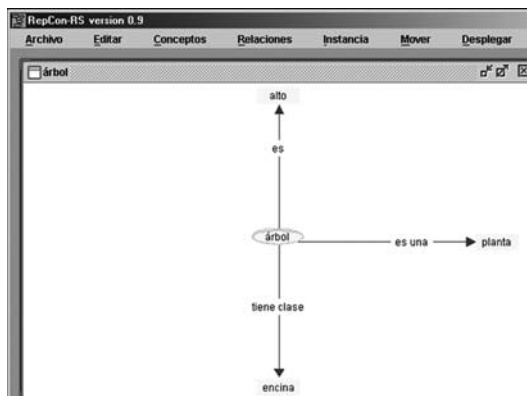 RepCon-RS version 0.9
Archivo Editar Conceptos Relaciones Instancia Mover Desplegar
árbol
alto
es
árbol
es una
planta
tiene clase
encina